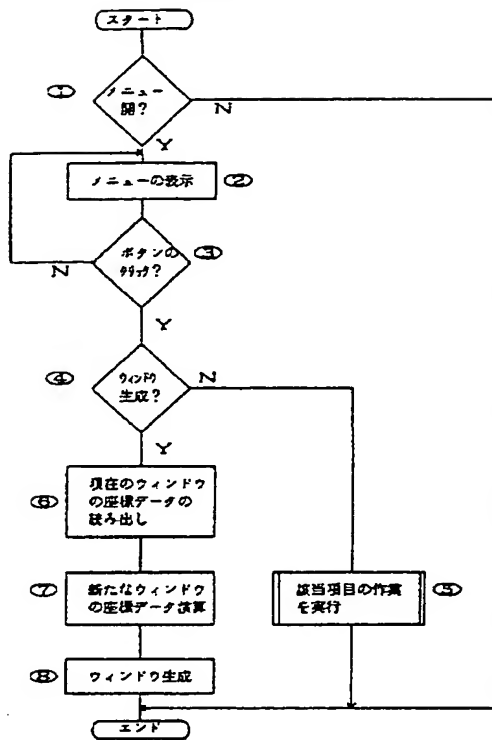 スタート
①
メニュー
開?
N
Y
メニューの表示
②
ボタンの
クリック?
③
N
Y
④
ウィンドウ
生成?
N
Y
⑥
現在のウィンドウ
の座標データの
読み出し
⑦
新たなウィンドウ
の座標データ演算
該当項目の作業
を実行
⑤
⑧
ウィンドウ生成
エンド